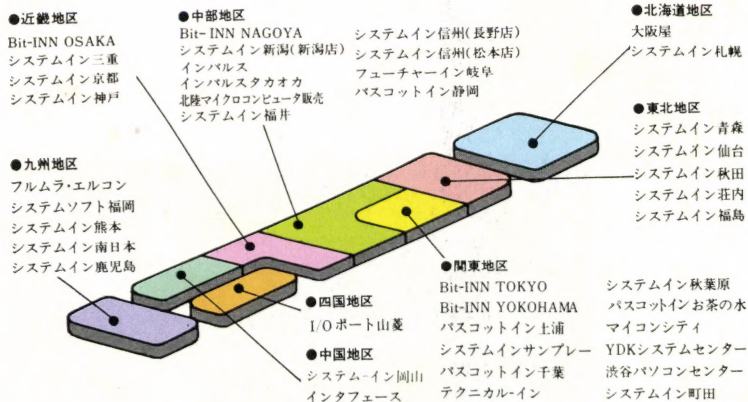 ●近畿地区
Bit-INN OSAKA
システムイン三重
システムイン京都
システムイン神戸
●中部地区
Bit-INN NAGOYA
システムイン新潟(新潟店)
インパルス
インパルスタカオカ
北陸マイクロコンピュータ販売
システムイン福井
システムイン信州(長野店)
システムイン信州(松本店)
フューチャーイン岐阜
パスコットイン静岡
●北海道地区
大阪屋
システムイン札幌
●東北地区
システムイン青森
システムイン仙台
システムイン秋田
システムイン荘内
システムイン福島
●九州地区
フルムラ・エルコン
システムソフト福岡
システムイン熊本
システムイン南日本
システムイン鹿児島
●四国地区
I/Oポート山菱
●中国地区
システム-イン岡山
インタフェース
●関東地区
Bit-INN TOKYO
Bit-INN YOKOHAMA
パスコットイン土浦
システムインサンプレー
パスコットイン千葉
テクニカル-イン
システムイン秋葉原
パスコットインお茶の水
マイコンシティ
YDKシステムセンター
渋谷パソコンセンター
システムイン町田